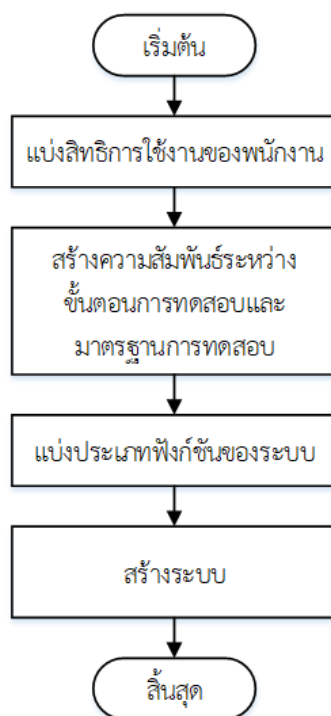 เริ่มต้น
แบ่งสิทธิการใช้งานของพนักงาน
สร้างความสัมพันธ์ระหว่าง
ขั้นตอนการทดสอบและ
มาตรฐานการทดสอบ
แบ่งประเภทฟังก์ชันของระบบ
สร้างระบบ
สิ้นสุด